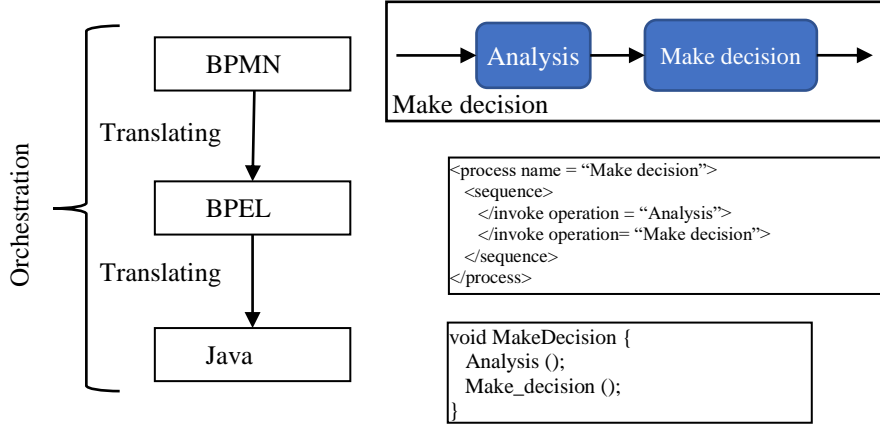 Orchestration
BPMN
Translating
BPEL
Translating
Java
Analysis
Make decision
Make decision
<process name = “Make decision”>
<sequence>
</invoke operation = “Analysis”>
</invoke operation= “Make decision”>
</sequence>
</process>
void MakeDecision {
Analysis ();
Make_decision ();
}